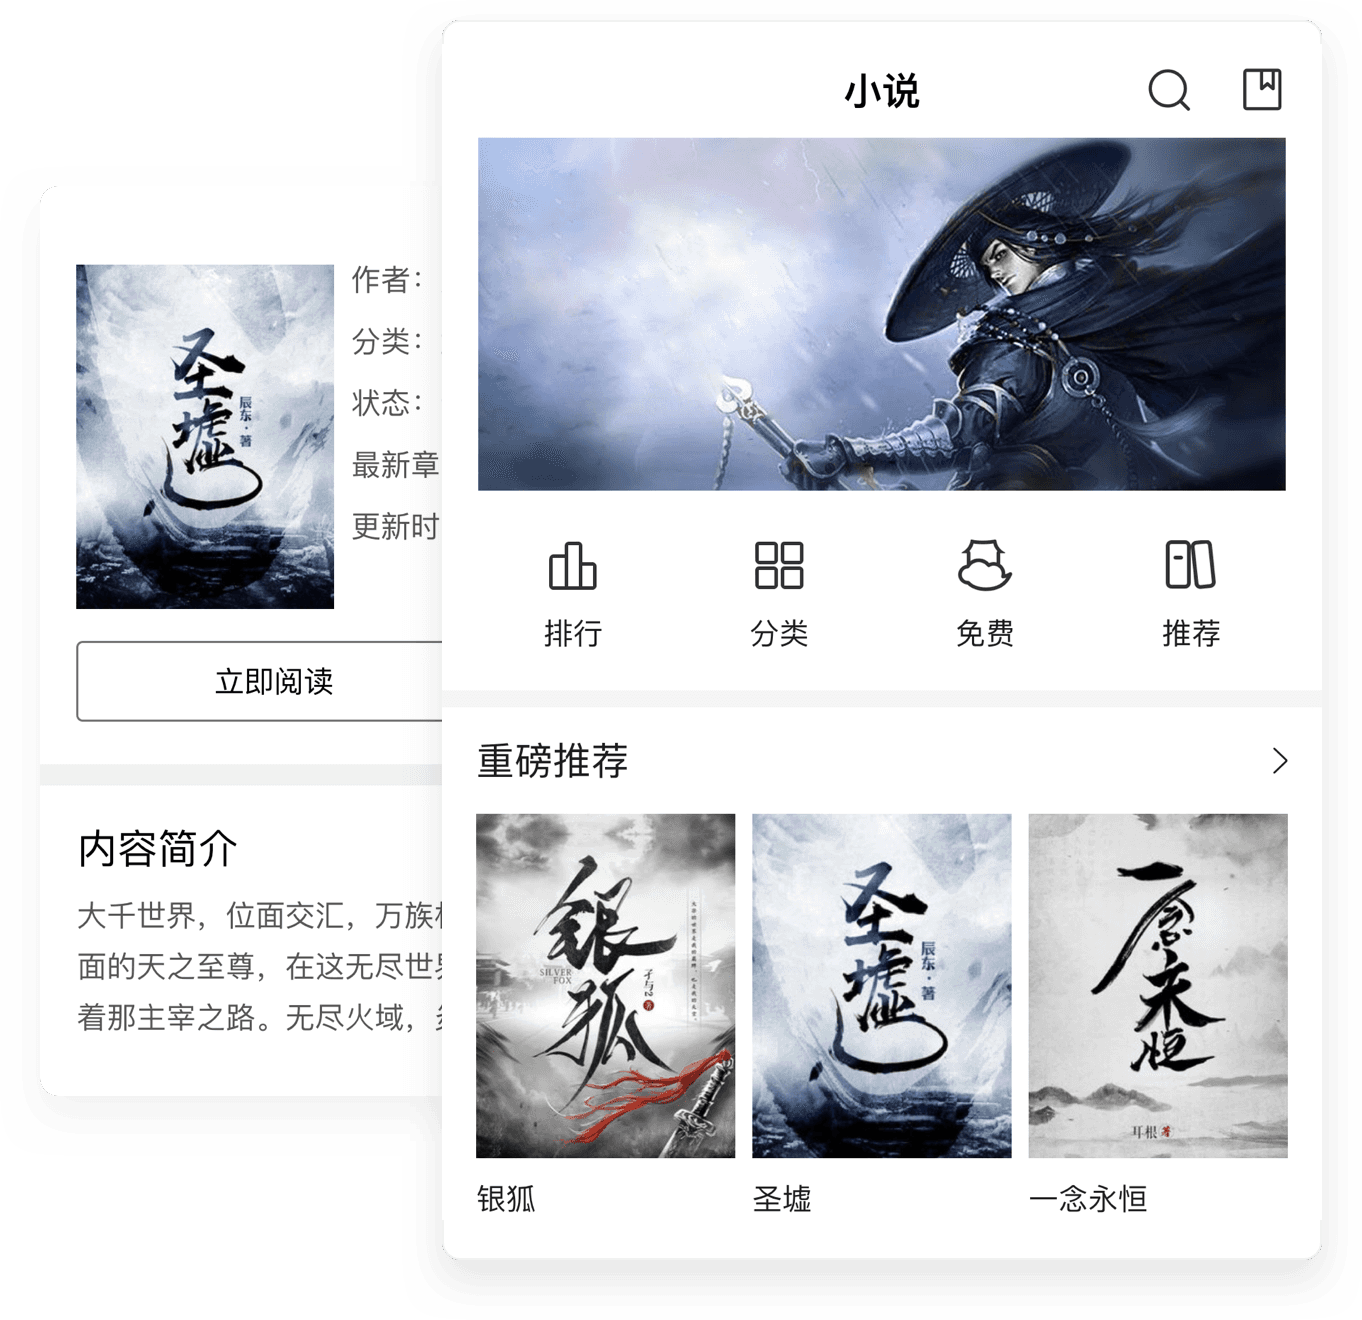 小说
排行
分类
免费
推荐
重磅推荐
银狐
SILVER
FOX
圣墟
辰东·著
一念永恒
耳根 著
银狐
圣墟
一念永恒
圣墟
辰东·著
作者：
分类：
状态：
最新章
更新时
立即阅读
内容简介
大千世界，位面交汇，万族
面的天之至尊，在这无尽世界
着那主宰之路。无尽火域，